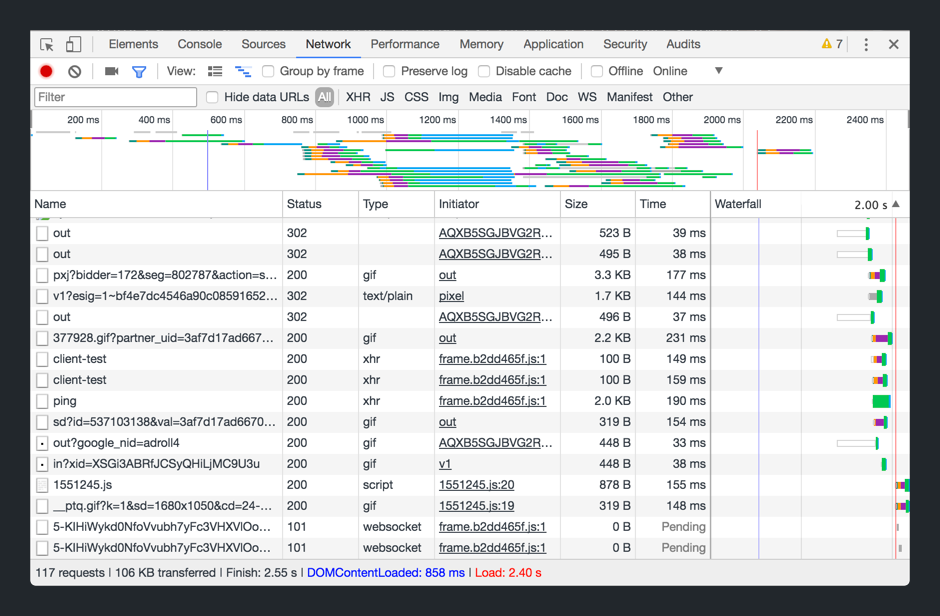 Elements Console Sources Network Performance Memory Application Security Audits 7
View: Group by frame Preserve log Disable cache Offline Online
Filter Hide data URLs All XHR JS CSS Img Media Font Doc WS Manifest Other
200 ms 400 ms 600 ms 800 ms 1000 ms 1200 ms 1400 ms 1600 ms 1800 ms 2000 ms 2200 ms 2400 ms
Name Status Type Initiator Size Time Waterfall 2.00 s
out 302 AQXB5SGJBVG2R... 523 B 39 ms
out 302 AQXB5SGJBVG2R... 495 B 38 ms
pxj?bidder=172&seg=802787&action=s... 200 gif out 3.3 KB 177 ms
v1?esig=1~bf4e7dc4546a90c08591652... 302 text/plain pixel 1.7 KB 144 ms
out 302 AQXB5SGJBVG2R... 496 B 37 ms
377928.gif?partner_uid=3af7d17ad667... 200 gif out 2.2 KB 231 ms
client-test 200 xhr frame.b2dd465f.js:1 100 B 149 ms
client-test 200 xhr frame.b2dd465f.js:1 100 B 159 ms
ping 200 xhr frame.b2dd465f.js:1 2.0 KB 190 ms
sd?id=537103138&val=3af7d17ad6670... 200 gif out 319 B 154 ms
out?google_nid=adroll4 200 gif AQXB5SGJBVG2R... 448 B 33 ms
in?xid=XSGi3ABRfJCSyQHiLjMC9U3u 200 gif v1 448 B 38 ms
1551245.js 200 script 1551245.js:20 878 B 155 ms
__ptq.gif?k=1&sd=1680x1050&cd=24-... 200 gif 1551245.js:19 319 B 148 ms
5-KIHiWykd0NfoVvubh7yFc3VHXVlOo... 101 websocket frame.b2dd465f.js:1 0 B Pending
5-KIHiWykd0NfoVvubh7yFc3VHXVlOo... 101 websocket frame.b2dd465f.js:1 0 B Pending
117 requests | 106 KB transferred | Finish: 2.55 s | DOMContentLoaded: 858 ms | Load: 2.40 s